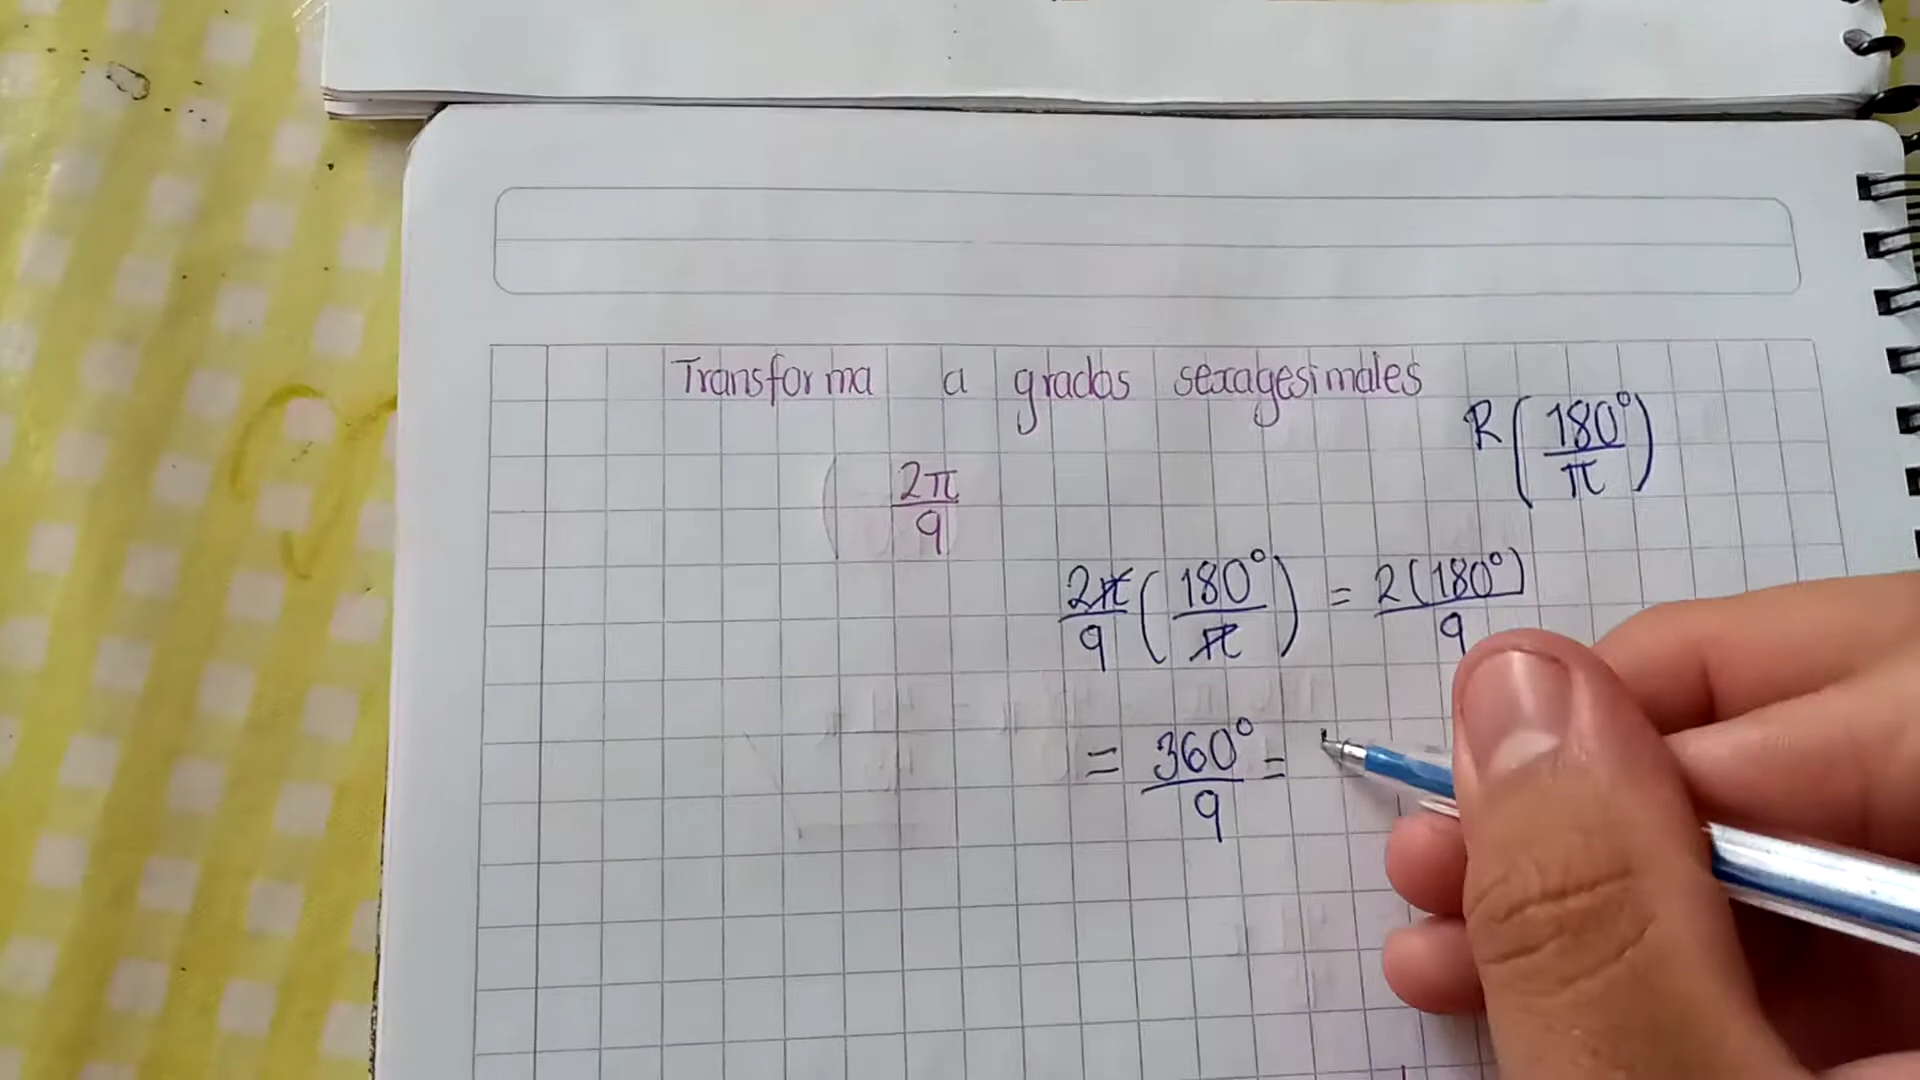 Transforma a grados sexagesimales
R(180°/π)
2π/9
2π/9 (180°/π) = 2(180°)/9
= 360°/9 =